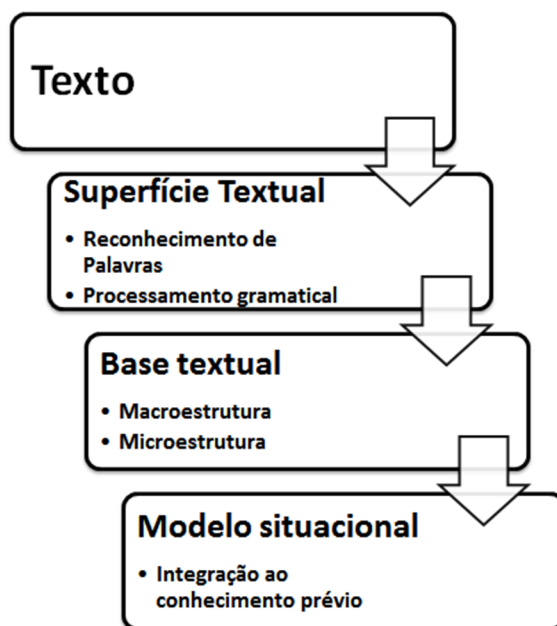 Texto
Superfície Textual
• Reconhecimento de
Palavras
• Processamento gramatical
Base textual
• Macroestrutura
• Microestrutura
Modelo situacional
• Integração ao
conhecimento prévio